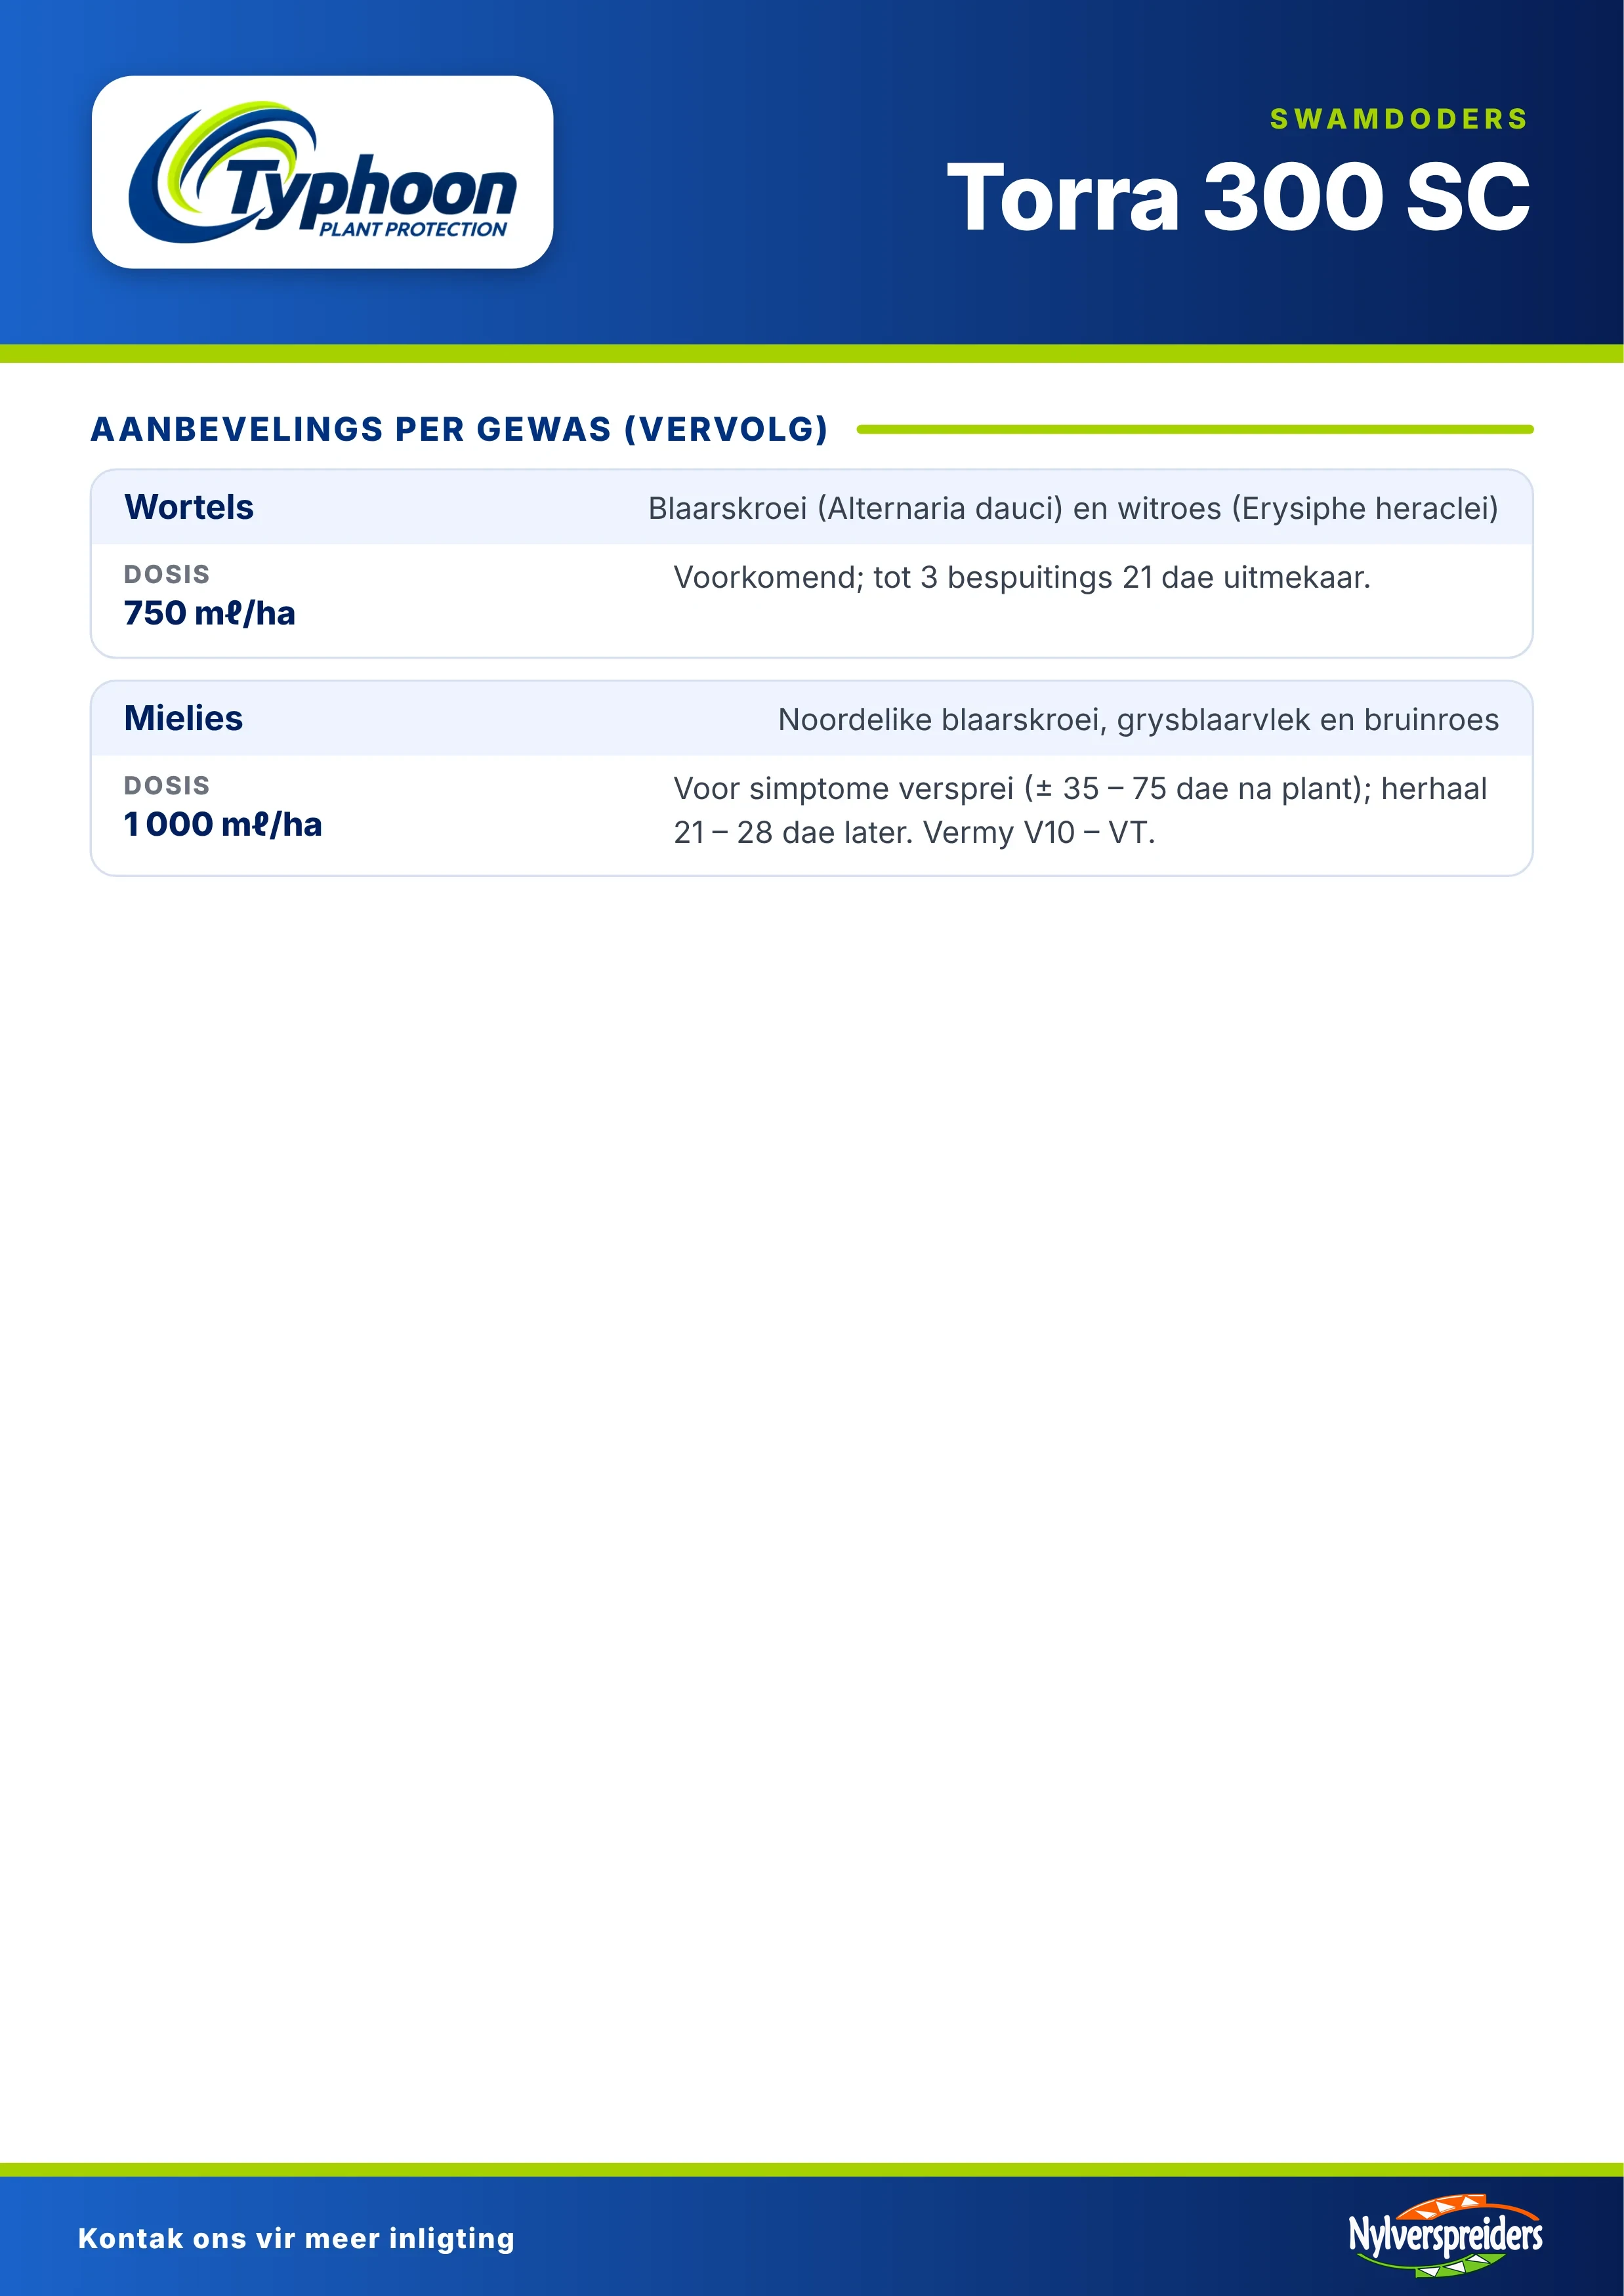 Typhoon
PLANT PROTECTION
SWAMDODERS
Torra 300 SC
AANBEVELINGS PER GEWAS (VERVOLG)
Wortels
Blaarskroei (Alternaria dauci) en witroes (Erysiphe heraclei)
DOSIS
750 mℓ/ha
Voorkomend; tot 3 bespuitings 21 dae uitmekaar.
Mielies
Noordelike blaarskroei, grysblaarvlek en bruinroes
DOSIS
1 000 mℓ/ha
Voor simptome versprei (± 35 – 75 dae na plant); herhaal
21 – 28 dae later. Vermy V10 – VT.
Kontak ons vir meer inligting
Nylverspreiders